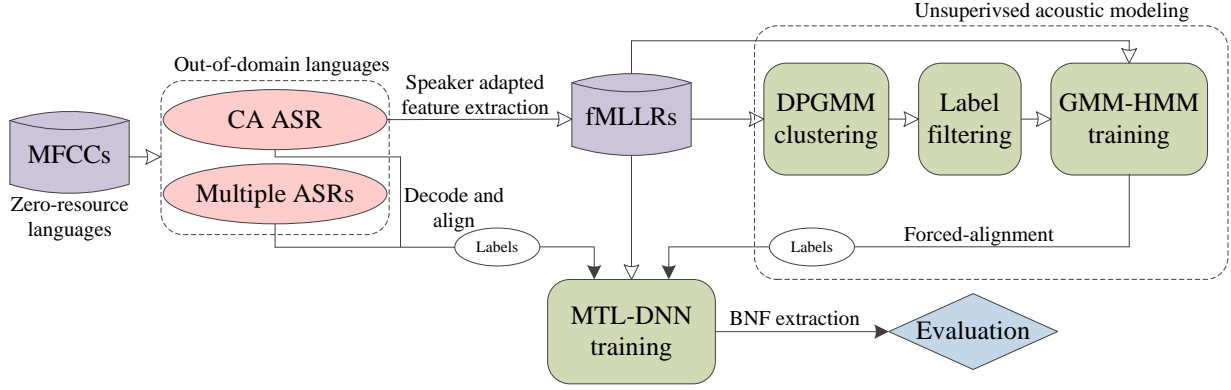 Unsuperivsed acoustic modeling
Out-of-domain languages
Speaker adapted
feature extraction
CA ASR
fMLLRs
DPGMM
clustering
Label
filtering
GMM-HMM
training
MFCCs
Zero-resource
languages
Multiple ASRs
Decode and
align
Labels
Labels
Forced-alignment
MTL-DNN
training
BNF extraction
Evaluation